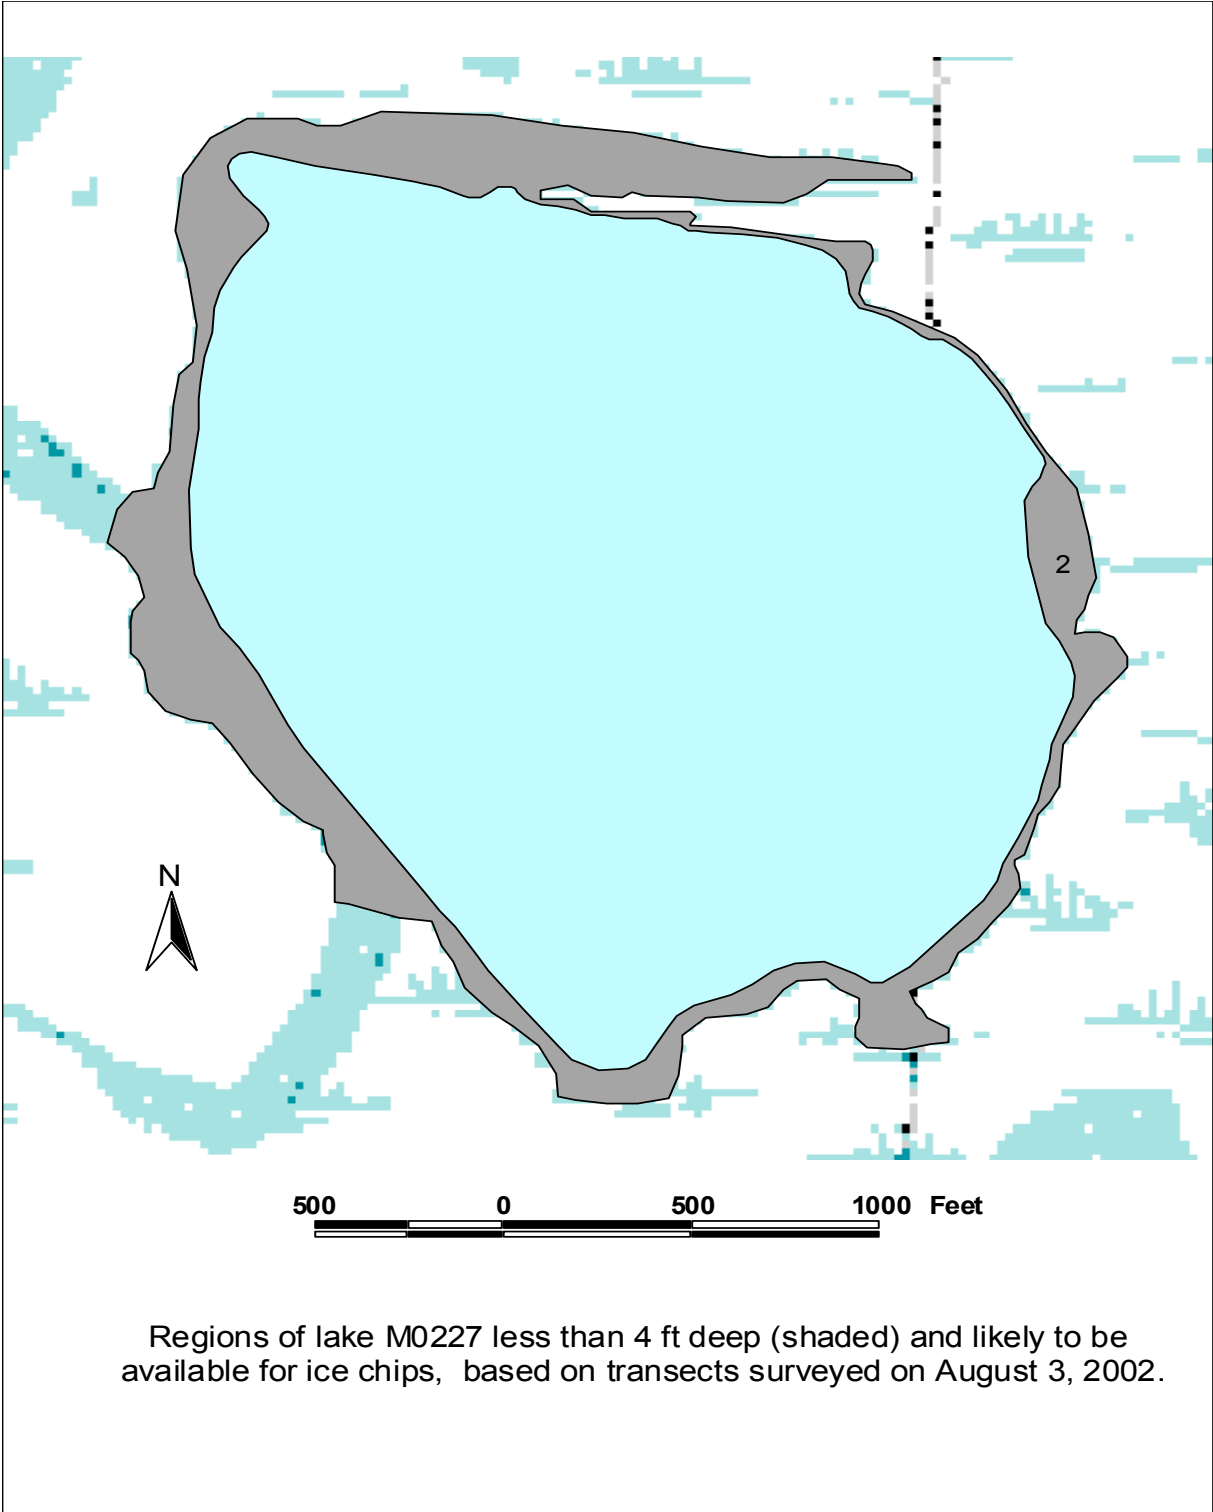 2
N
500 0 500 1000 Feet
Regions of lake M0227 less than 4 ft deep (shaded) and likely to be
available for ice chips,  based on transects surveyed on August 3, 2002.